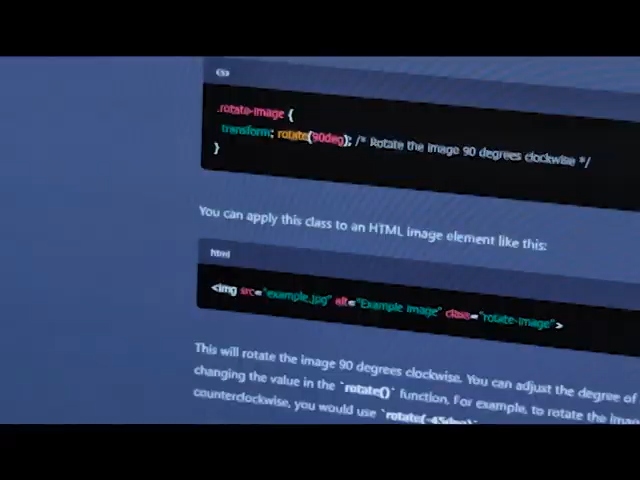 css
.rotate-image {
transform: rotate(90deg); /* Rotate the image 90 degrees clockwise */
}
You can apply this class to an HTML image element like this:
html
<img src="example.jpg" alt="Example Image" class="rotate-image">
This will rotate the image 90 degrees clockwise. You can adjust the degree of
changing the value in the `rotate()` function. For example, to rotate the
counterclockwise, you would use `rotate(-45deg)`